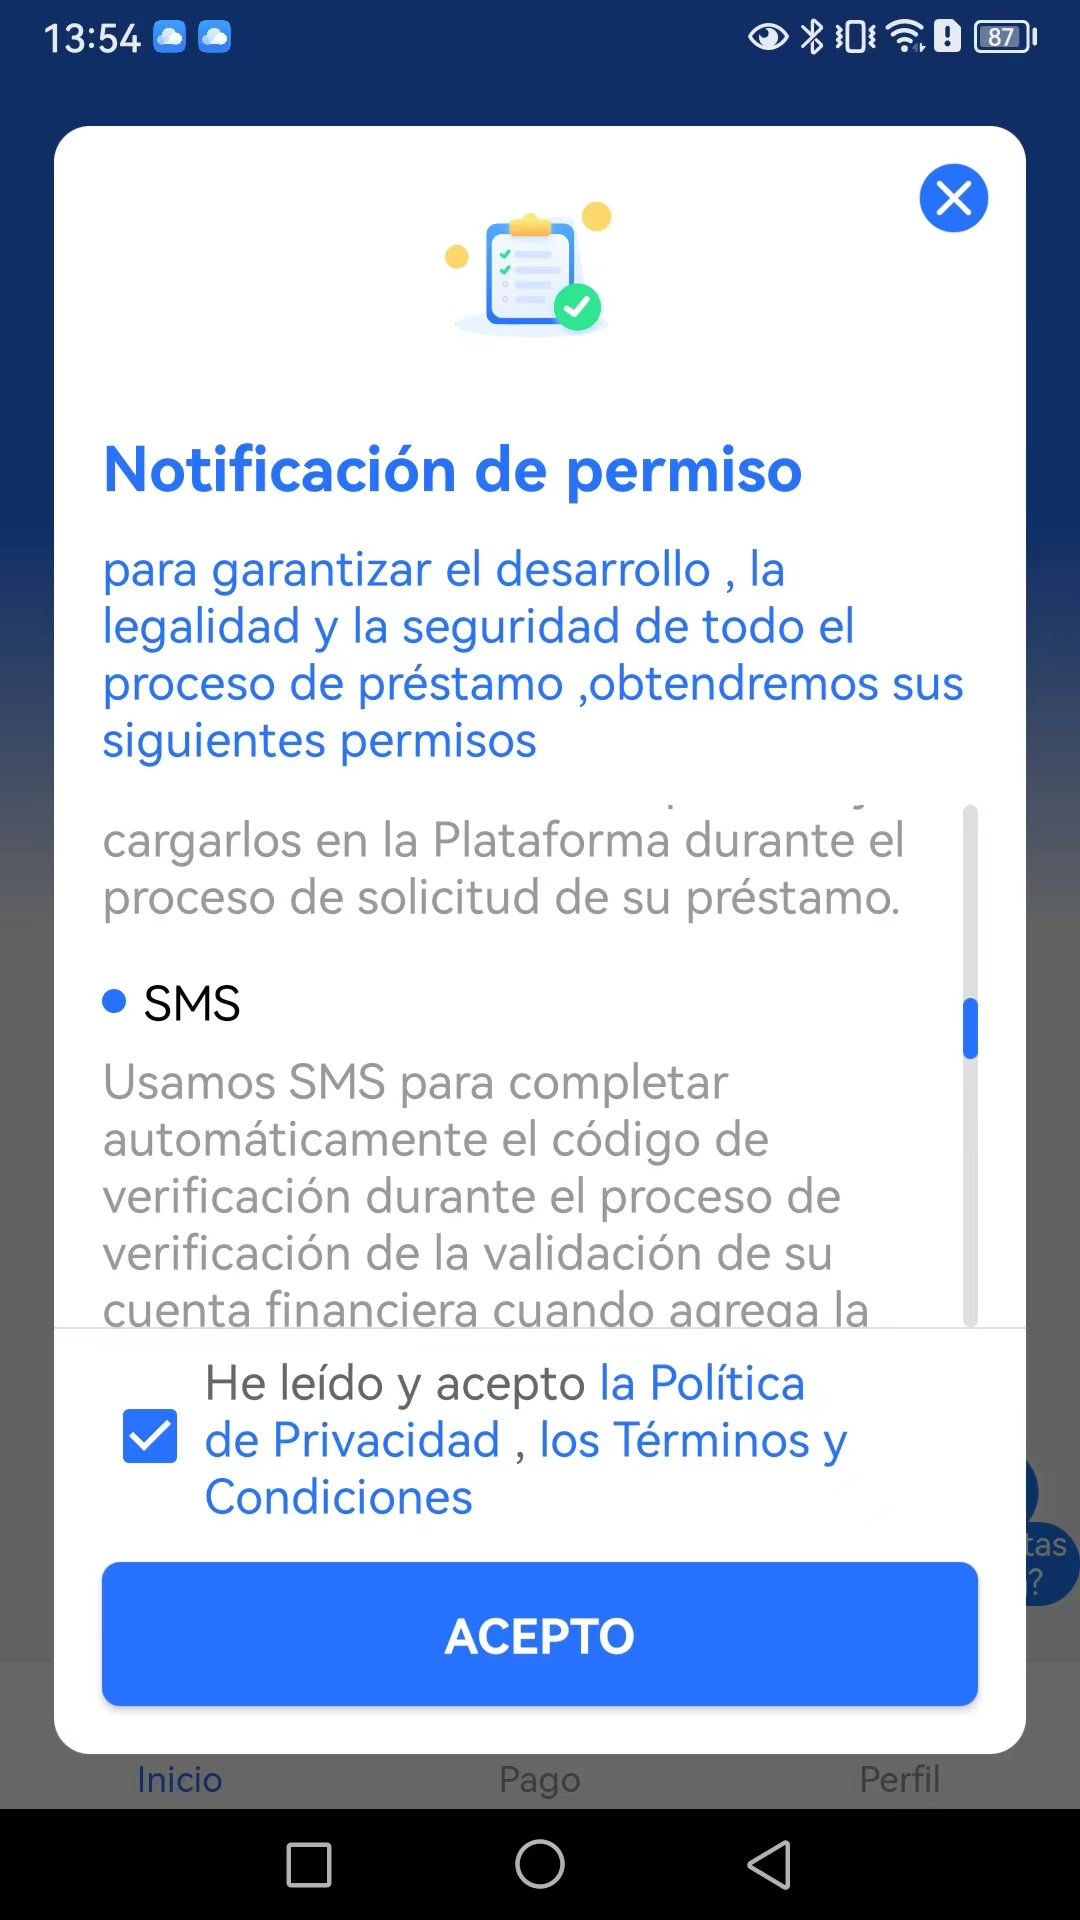 13:54
87
Notificación de permiso
para garantizar el desarrollo , la
legalidad y la seguridad de todo el
proceso de préstamo ,obtendremos sus
siguientes permisos
cargarlos en la Plataforma durante el
proceso de solicitud de su préstamo.
SMS
Usamos SMS para completar
automáticamente el código de
verificación durante el proceso de
verificación de la validación de su
cuenta financiera cuando agrega la
He leído y acepto la Política
de Privacidad , los Términos y
Condiciones
tas
?
ACEPTO
Inicio
Pago
Perfil